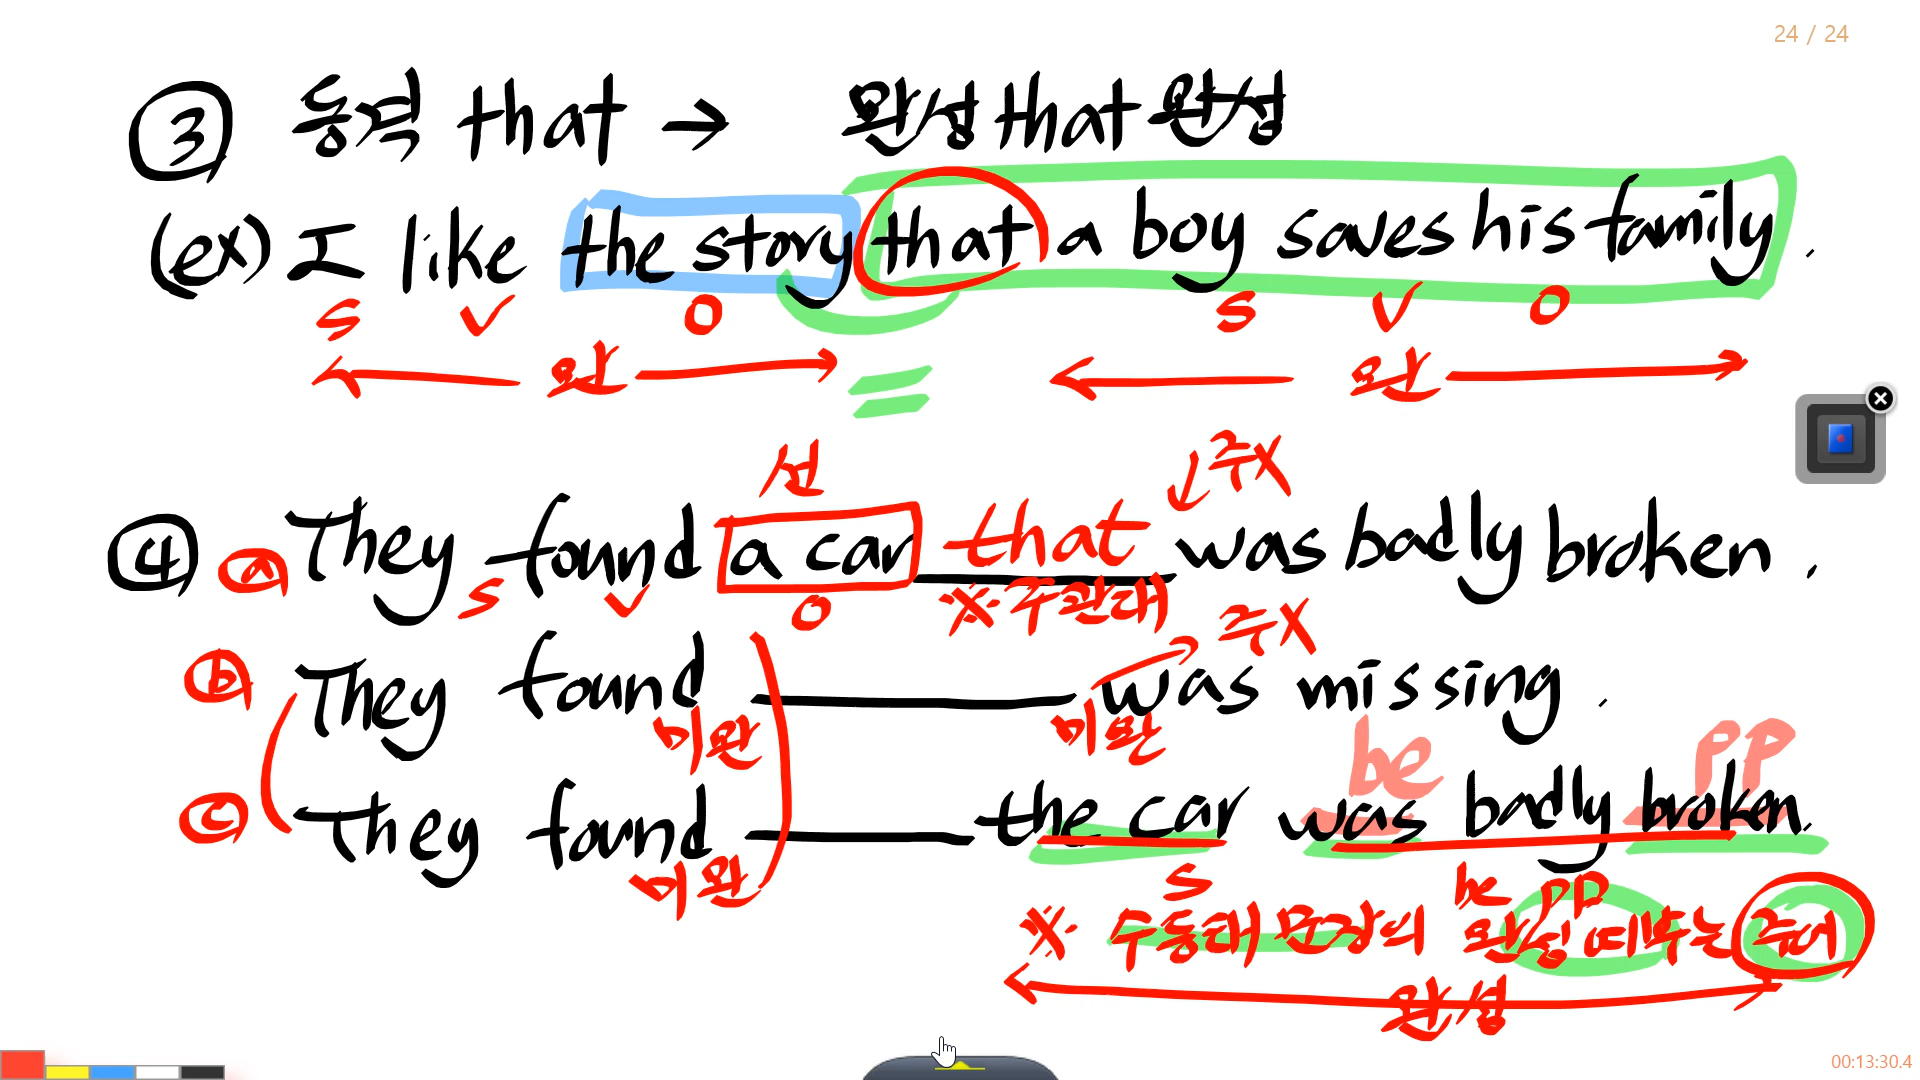 24 / 24
③ 동격 that → 완성 that 완성
(ex) I like the story that a boy saves his family.
S V O S V O
← 완 → = ← 완 →
선 주X
④ ⓐ They found a car that was badly broken.
S V O ※주관대
주X
ⓑ They found ______ was missing.
미완 미완 be PP
ⓒ They found ______ the car was badly broken.
미완 S be PP
※ 수동태 문장의 완성여부는 주어
완성
00:13:30.4